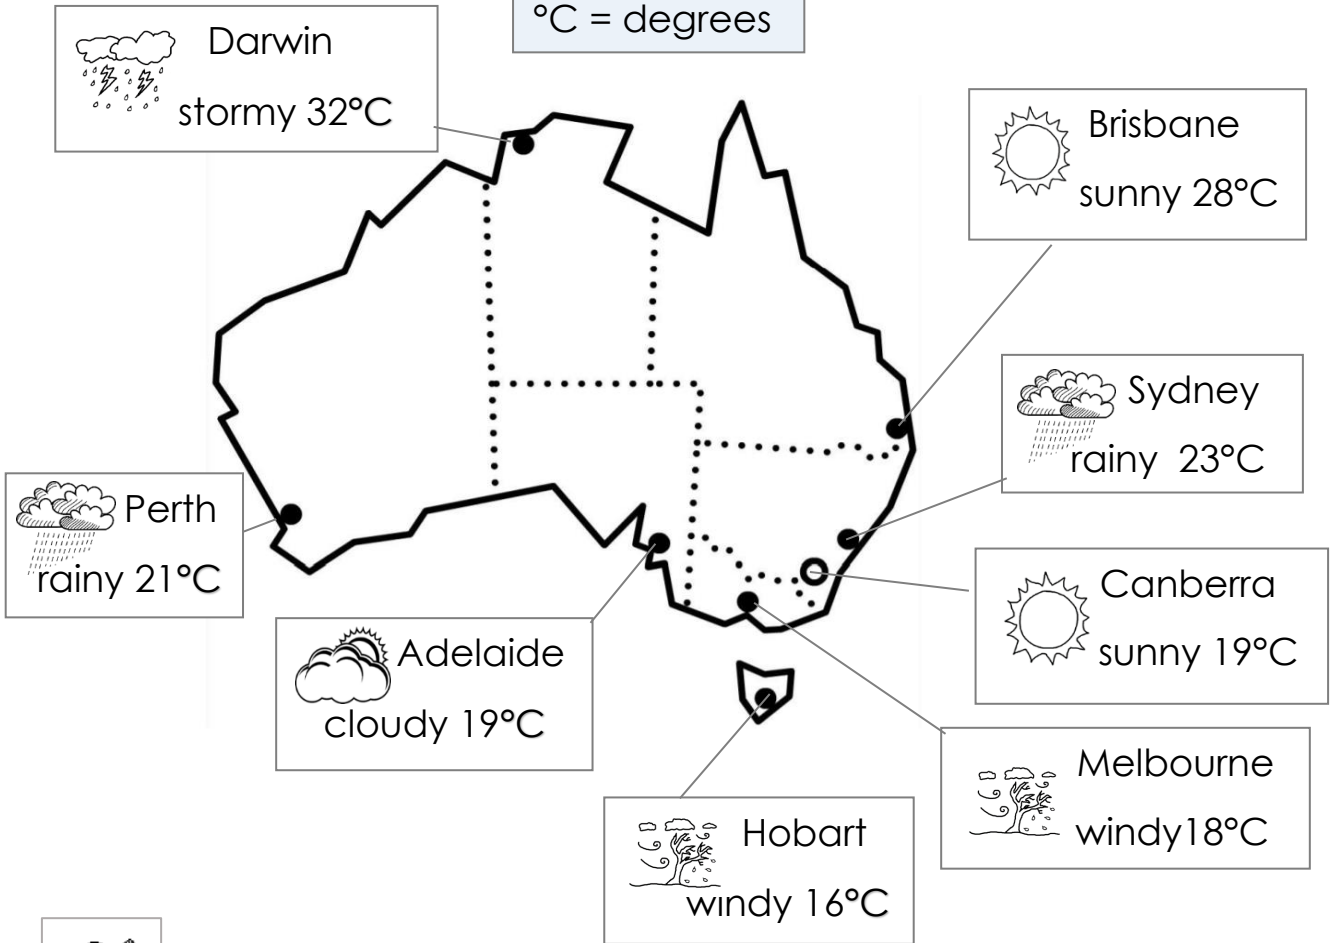 °C = degrees
Darwin
stormy 32°C
Brisbane
sunny 28°C
Sydney
rainy 23°C
Perth
rainy 21°C
Canberra
sunny 19°C
Adelaide
cloudy 19°C
Melbourne
windy18°C
Hobart
windy 16°C